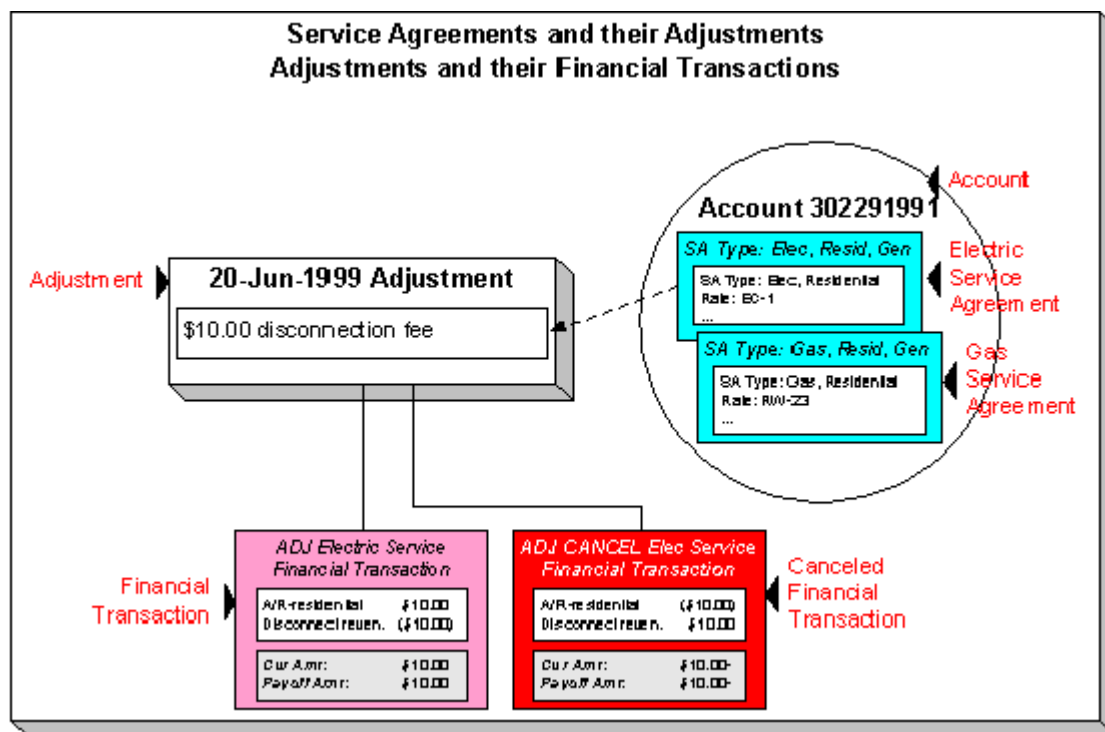 Service Agreements and their Adjustments
Adjustments and their Financial Transactions
Account
Account 302291991
SA Type: Elec, Resid, Gen
SA Type: Elec, Residential
Rate: EC-1
...
Electric
Service
Agreement
Adjustment
20-Jun-1999 Adjustment
$10.00 disconnection fee
SA Type: Gas, Resid, Gen
SA Type: Gas, Residential
Rate: RW-23
...
Gas
Service
Agreement
ADJ Electric Service
Financial Transaction
A/R-residential $10.00
Disconnect reven. ($10.00)
Cur Amt: $10.00
Payoff Amt: $10.00
Financial
Transaction
ADJ CANCEL Elec Service
Financial Transaction
A/R-residential ($10.00)
Disconnect reven. $10.00
Cur Amt: $10.00-
Payoff Amt: $10.00-
Canceled
Financial
Transaction